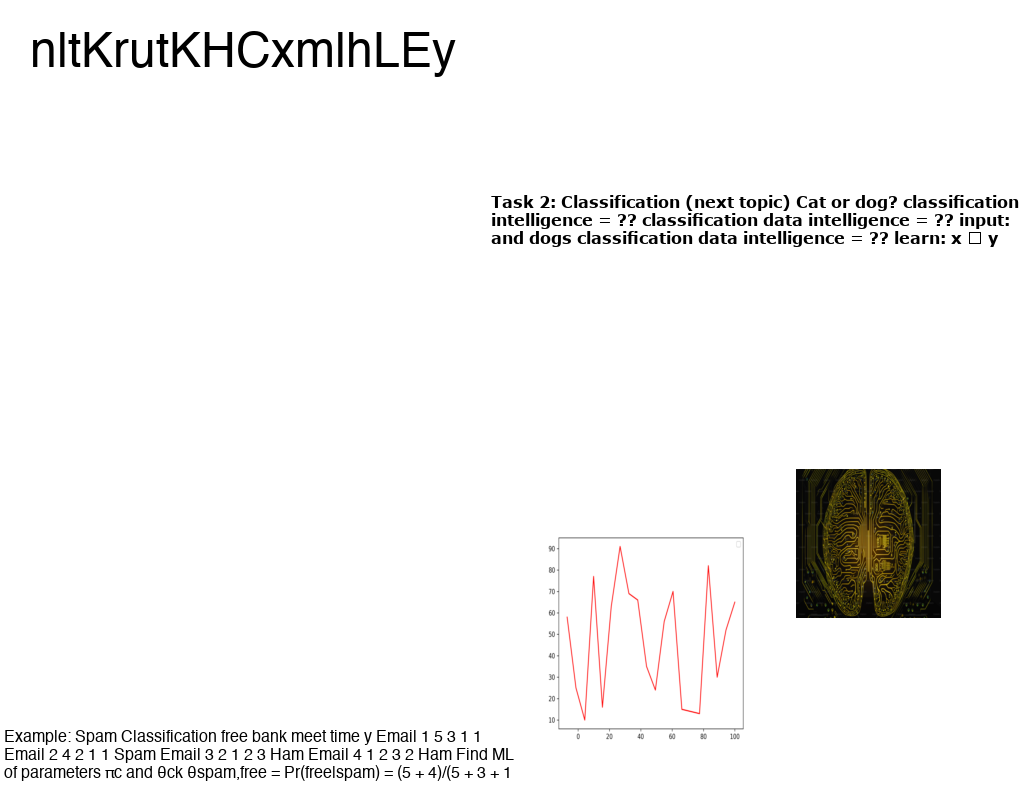 nItKrutKHCxmIhLEy
Task 2: Classification (next topic) Cat or dog? classification
intelligence = ?? classification data intelligence = ?? input:
and dogs classification data intelligence = ?? learn: x □ y
90
80
70
60
50
40
30
20
10
0 20 40 60 80 100
Example: Spam Classification free bank meet time y Email 1 5 3 1 1
Email 2 4 2 1 1 Spam Email 3 2 1 2 3 Ham Email 4 1 2 3 2 Ham Find ML
of parameters πc and θck θspam,free = Pr(free|spam) = (5 + 4)/(5 + 3 + 1